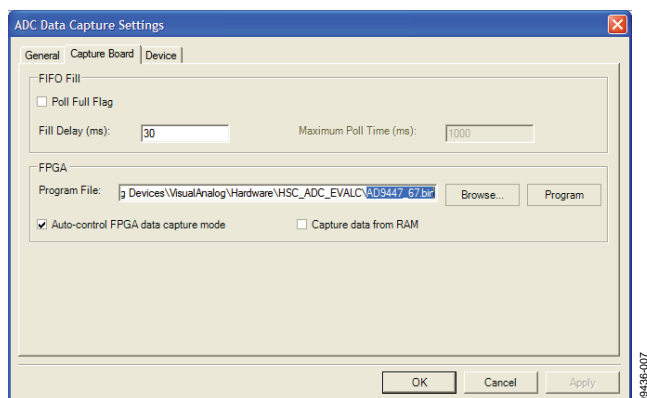 ADC Data Capture Settings
General Capture Board Device
FIFO Fill
Poll Full Flag
Fill Delay (ms): 30 Maximum Poll Time (ms): 1000
FPGA
Program File: g Devices\VisualAnalog\Hardware\HSC_ADC_EVALC\AD9447_67.bin Browse... Program
Auto-control FPGA data capture mode Capture data from RAM
OK Cancel Apply
09436-007